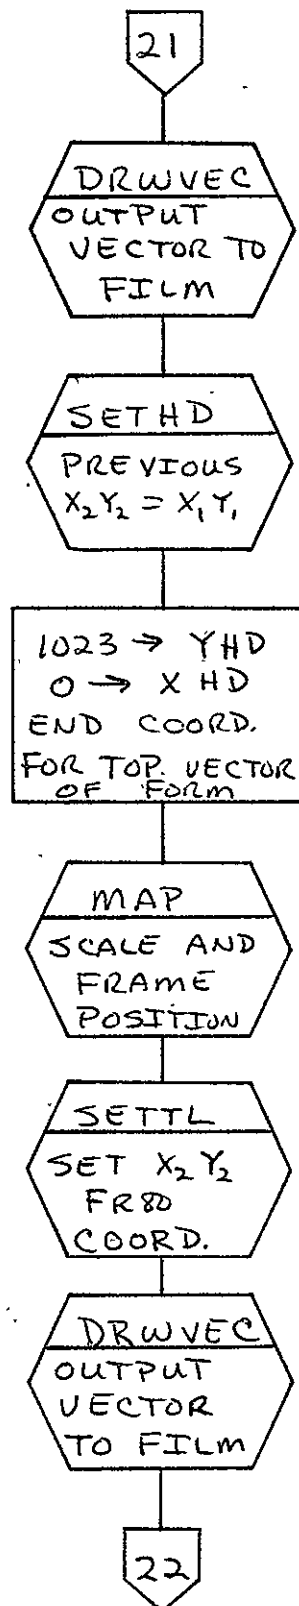 21
DRWVEC
OUTPUT
VECTOR TO
FILM
SETHD
PREVIOUS
X₂Y₂ = X₁Y₁
1023 → YHD
0 → X HD
END COORD.
FOR TOP VECTOR
OF FORM
MAP
SCALE AND
FRAME
POSITION
SETTL
SET X₂Y₂
FR80
COORD.
DRWVEC
OUTPUT
VECTOR
TO FILM
22